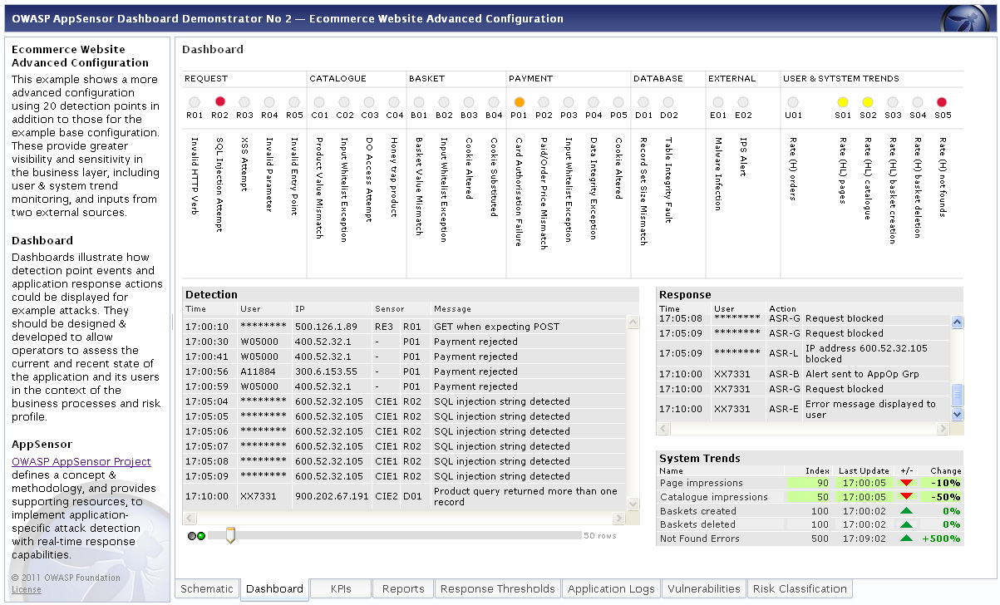 OWASP AppSensor Dashboard Demonstrator No 2 — Ecommerce Website Advanced Configuration
Ecommerce Website
Advanced Configuration
This example shows a more
advanced configuration
using 20 detection points in
addition to those for the
example base configuration.
These provide greater
visibility and sensitivity in
the business layer, including
user & system trend
monitoring, and inputs from
two external sources.
Dashboard
Dashboards illustrate how
detection point events and
application response actions
could be displayed for
example attacks. They
should be designed &
developed to allow
operators to assess the
current and recent state of
the application and its users
in the context of the
business processes and risk
profile.
AppSensor
OWASP AppSensor Project
defines a concept &
methodology, and provides
supporting resources, to
implement application-
specific attack detection
with real-time response
capabilities.
© 2011 OWASP Foundation
License
Dashboard
REQUEST CATALOGUE BASKET PAYMENT DATABASE EXTERNAL USER & SYTSTEM TRENDS
R01 R02 R03 R04 R05 C01 C02 C03 C04 B01 B02 B03 B04 P01 P02 P03 P04 P05 D01 D02 E01 E02 U01 S01 S02 S03 S04 S05
Invalid HTTP Verb
SQL Injection Attempt
XSS Attempt
Invalid Parameter
Invalid Entry Point
Product Value Mismatch
Input Whitelist Exception
DO Access Attempt
Honey trap product
Basket Value Mismatch
Input Whitelist Exception
Cookie Altered
Cookie Substituted
Card Authorisation Failure
Paid/Order Price Mismatch
Input Whitelist Exception
Data Integrity Exception
Cookie Altered
Record Set Size Mismatch
Table Integrity Fault
Malware Infection
IPS Alert
Rate (H) orders
Rate (HL) pages
Rate (HL) catalogue
Rate (HL) basket creation
Rate (H) basket deletion
Rate (H) not founds
Detection
Time User IP Sensor Message
17:00:10 ******** 500.126.1.89 RE3 R01 GET when expecting POST
17:00:30 W05000 400.52.32.1 - P01 Payment rejected
17:00:41 W05000 400.52.32.1 - P01 Payment rejected
17:00:56 A11884 300.6.153.55 - P01 Payment rejected
17:00:59 W05000 400.52.32.1 - P01 Payment rejected
17:05:04 ******** 600.52.32.105 CIE1 R02 SQL injection string detected
17:05:05 ******** 600.52.32.105 CIE1 R02 SQL injection string detected
17:05:06 ******** 600.52.32.105 CIE1 R02 SQL injection string detected
17:05:07 ******** 600.52.32.105 CIE1 R02 SQL injection string detected
17:05:08 ******** 600.52.32.105 CIE1 R02 SQL injection string detected
17:05:09 ******** 600.52.32.105 CIE1 R02 SQL injection string detected
17:10:00 XX7331 900.202.67.191 CIE2 D01 Product query returned more than one
record
50 rows
Response
Time User Action
17:05:08 ******** ASR-G Request blocked
17:05:09 ******** ASR-G Request blocked
17:05:09 ******** ASR-L IP address 600.52.32.105
blocked
17:10:00 XX7331 ASR-B Alert sent to AppOp Grp
17:10:00 XX7331 ASR-G Request blocked
17:10:00 XX7331 ASR-E Error message displayed to
user
System Trends
Name Index Last Update +/- Change
Page impressions 90 17:00:05 -10%
Catalogue impressions 50 17:00:05 -50%
Baskets created 100 17:00:02 0%
Baskets deleted 100 17:00:02 0%
Not Found Errors 500 17:09:02 +500%
Schematic Dashboard KPIs Reports Response Thresholds Application Logs Vulnerabilities Risk Classification